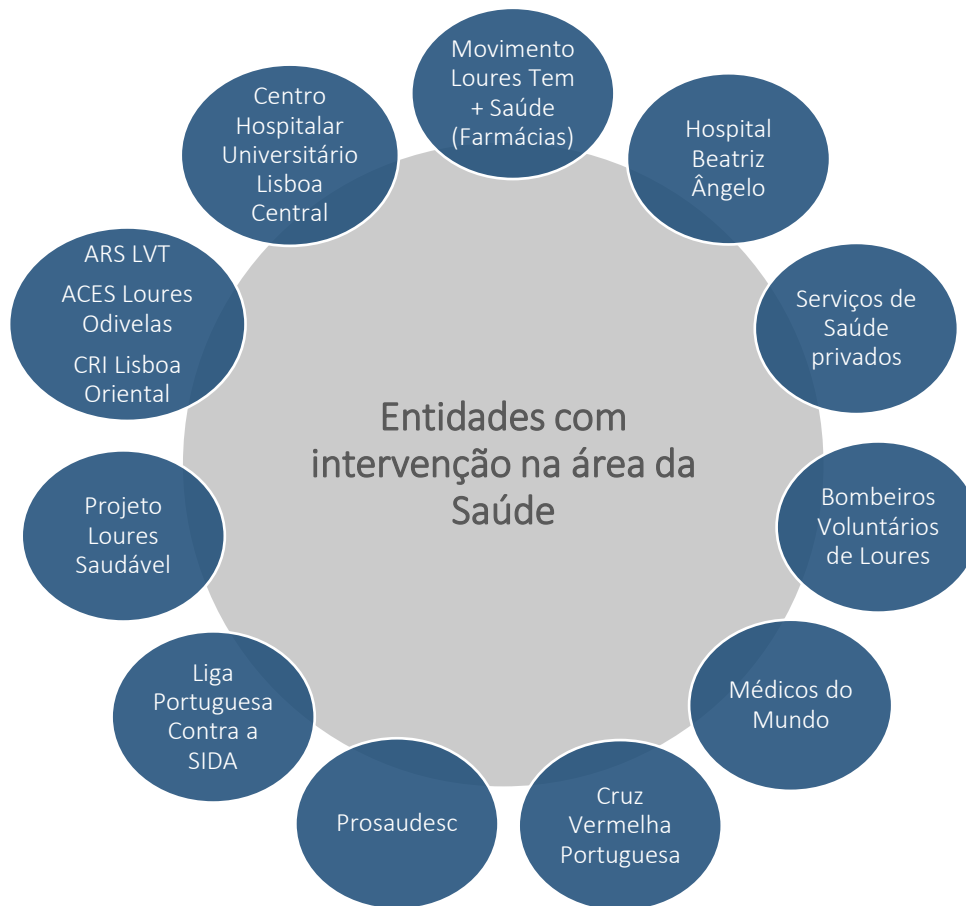 Movimento
Loures Tem
+ Saúde
(Farmácias)
Hospital
Beatriz
Ângelo
Serviços de
Saúde
privados
Bombeiros
Voluntários
de Loures
Médicos do
Mundo
Cruz
Vermelha
Portuguesa
Prosaudesc
Liga
Portuguesa
Contra a
SIDA
Projeto
Loures
Saudável
ARS LVT
ACES Loures
Odivelas
CRI Lisboa
Oriental
Centro
Hospitalar
Universitário
Lisboa
Central
Entidades com
intervenção na área da
Saúde